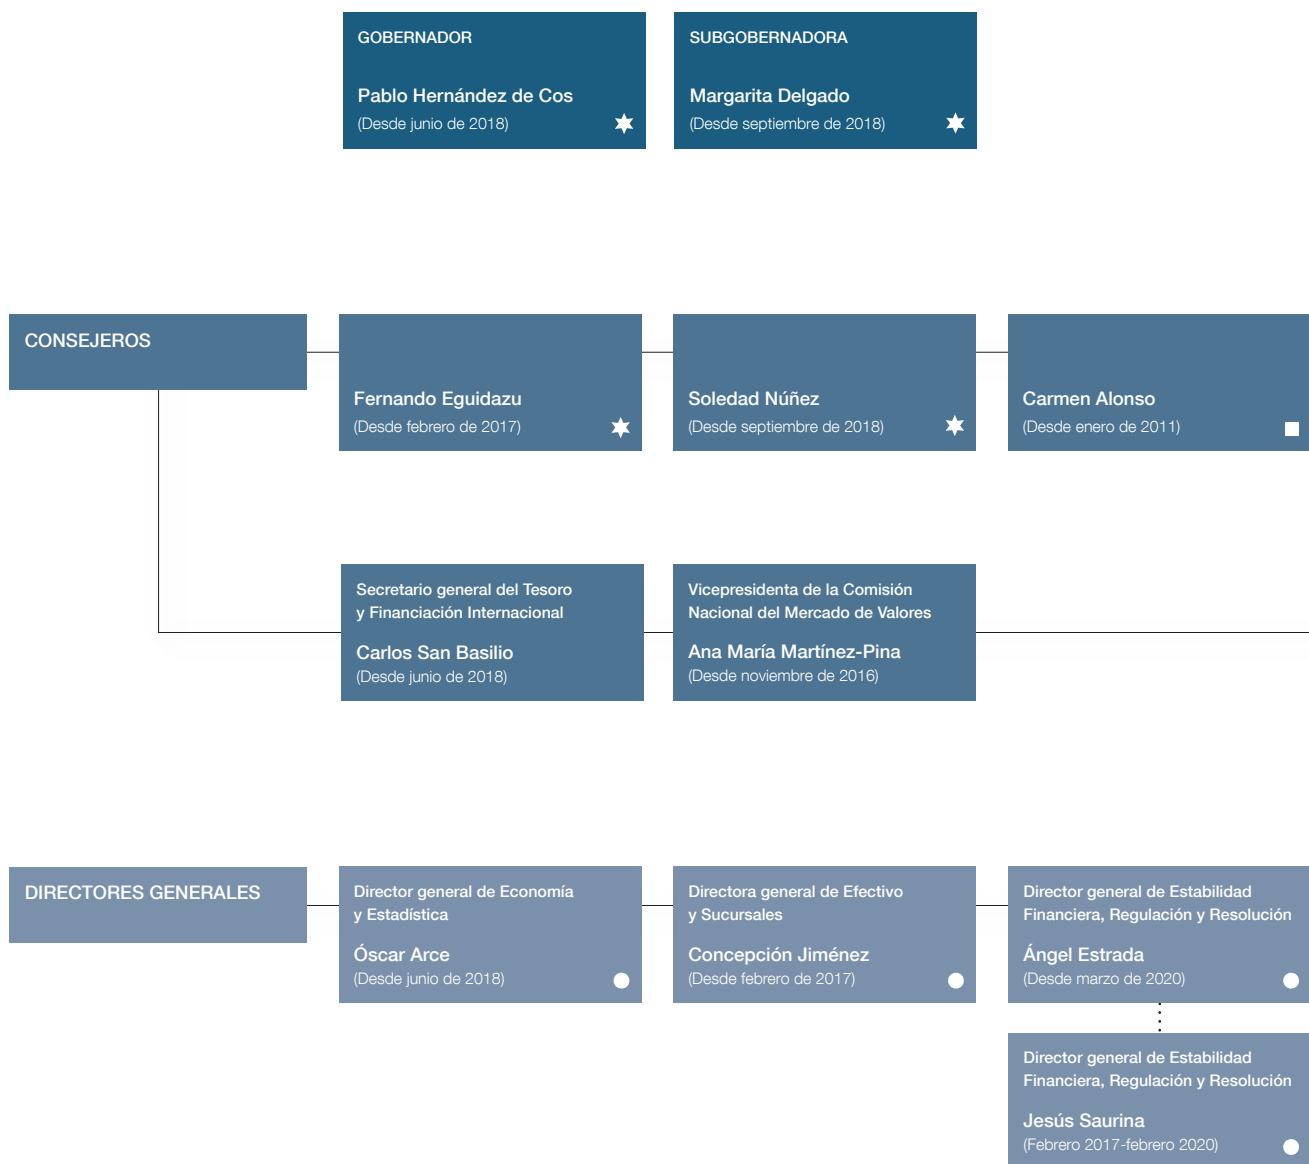 GOBERNADOR
Pablo Hernández de Cos
(Desde junio de 2018)
SUBGOBERNADORA
Margarita Delgado
(Desde septiembre de 2018)
CONSEJEROS
Fernando Eguidazu
(Desde febrero de 2017)
Soledad Núñez
(Desde septiembre de 2018)
Carmen Alonso
(Desde enero de 2011)
Secretario general del Tesoro
y Financiación Internacional
Carlos San Basilio
(Desde junio de 2018)
Vicepresidenta de la Comisión
Nacional del Mercado de Valores
Ana María Martínez-Pina
(Desde noviembre de 2016)
DIRECTORES GENERALES
Director general de Economía
y Estadística
Óscar Arce
(Desde junio de 2018)
Directora general de Efectivo
y Sucursales
Concepción Jiménez
(Desde febrero de 2017)
Director general de Estabilidad
Financiera, Regulación y Resolución
Ángel Estrada
(Desde marzo de 2020)
Director general de Estabilidad
Financiera, Regulación y Resolución
Jesús Saurina
(Febrero 2017-febrero 2020)